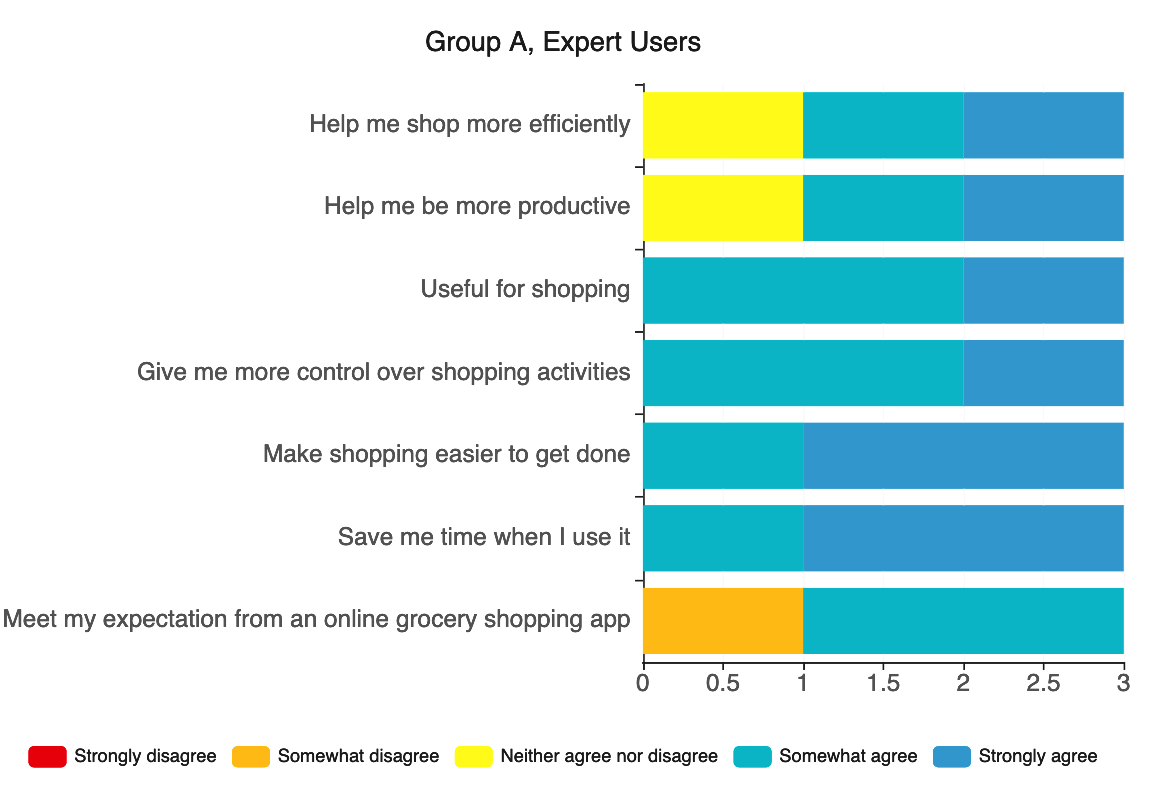 Group A, Expert Users
Help me shop more efficiently
Help me be more productive
Useful for shopping
Give me more control over shopping activities
Make shopping easier to get done
Save me time when I use it
Meet my expectation from an online grocery shopping app
0 0.5 1 1.5 2 2.5 3
Strongly disagree Somewhat disagree Neither agree nor disagree Somewhat agree Strongly agree